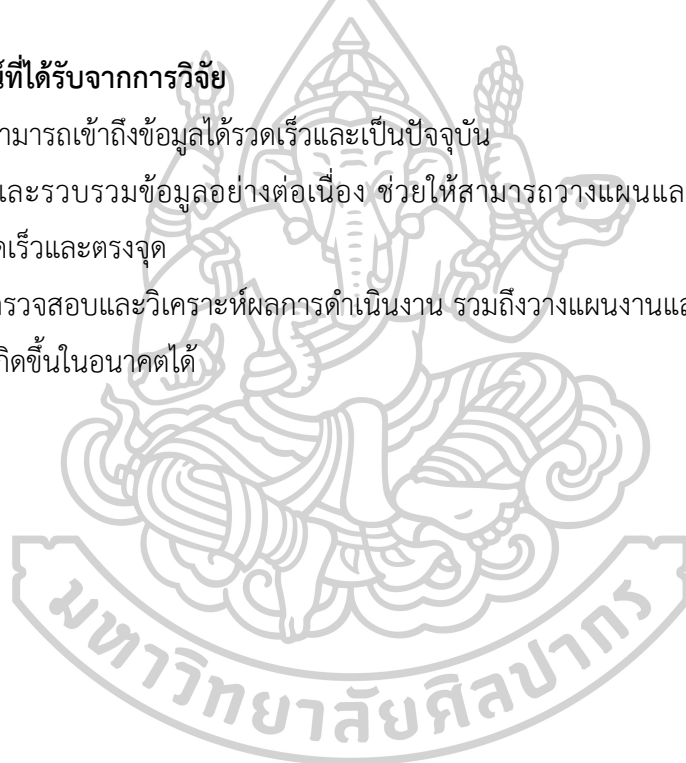 ที่ได้รับจากการวิจัย
ามารถเข้าถึงข้อมูลได้รวดเร็วและเป็นปัจจุบัน
และรวบรวมข้อมูลอย่างต่อเนื่อง ช่วยให้สามารถวางแผนแล
เร็วและตรงจุด
รวจสอบและวิเคราะห์ผลการดำเนินงาน รวมถึงวางแผนงานแล
กิดขึ้นในอนาคตได้
มหาวิทยาลัยศิลปากร